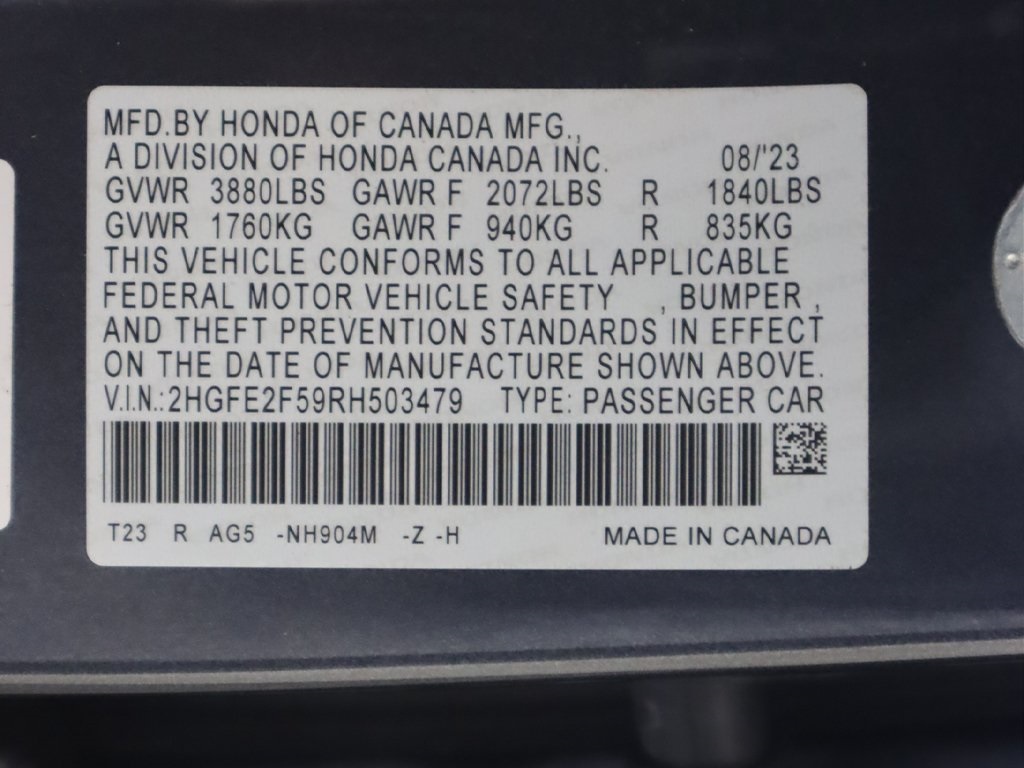 MFD.BY HONDA OF CANADA MFG.,
A DIVISION OF HONDA CANADA INC. 08/'23
GVWR 3880LBS GAWR F 2072LBS R 1840LBS
GVWR 1760KG GAWR F 940KG R 835KG
THIS VEHICLE CONFORMS TO ALL APPLICABLE
FEDERAL MOTOR VEHICLE SAFETY , BUMPER ,
AND THEFT PREVENTION STANDARDS IN EFFECT
ON THE DATE OF MANUFACTURE SHOWN ABOVE.
V.I.N.:2HGFE2F59RH503479 TYPE: PASSENGER CAR
T23 R AG5 -NH904M -Z -H MADE IN CANADA